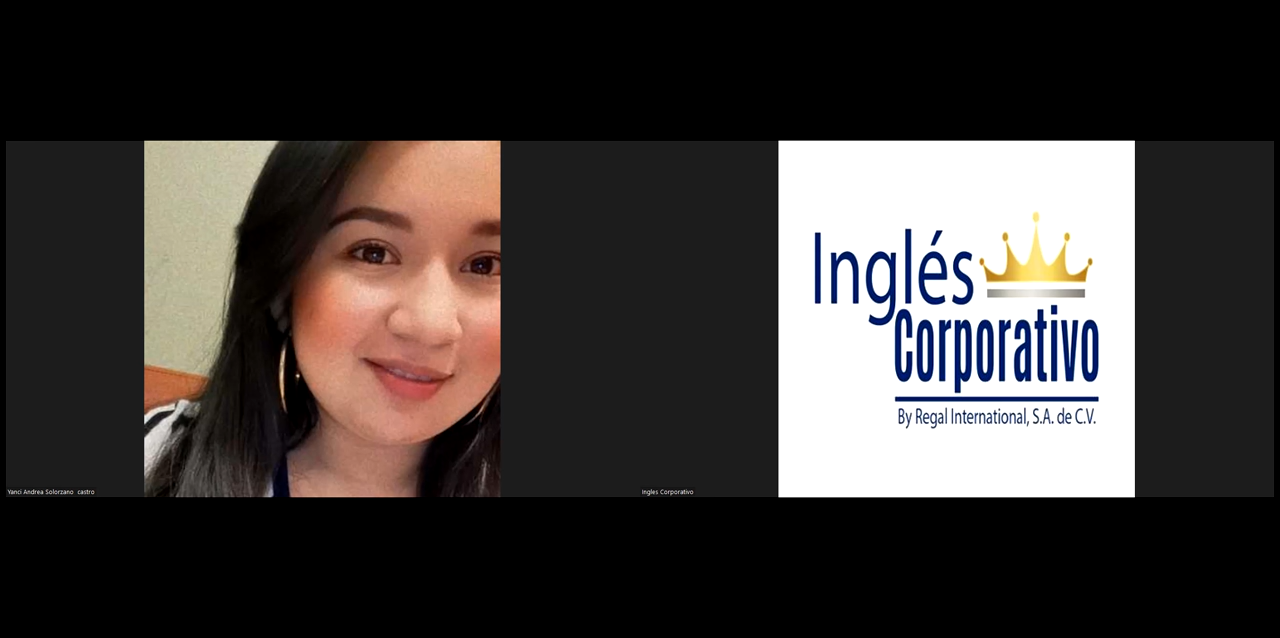 Inglés
Corporativo
By Regal International, S.A. de C.V.
Yanci Andrea Solorzano castro
Ingles Corporativo